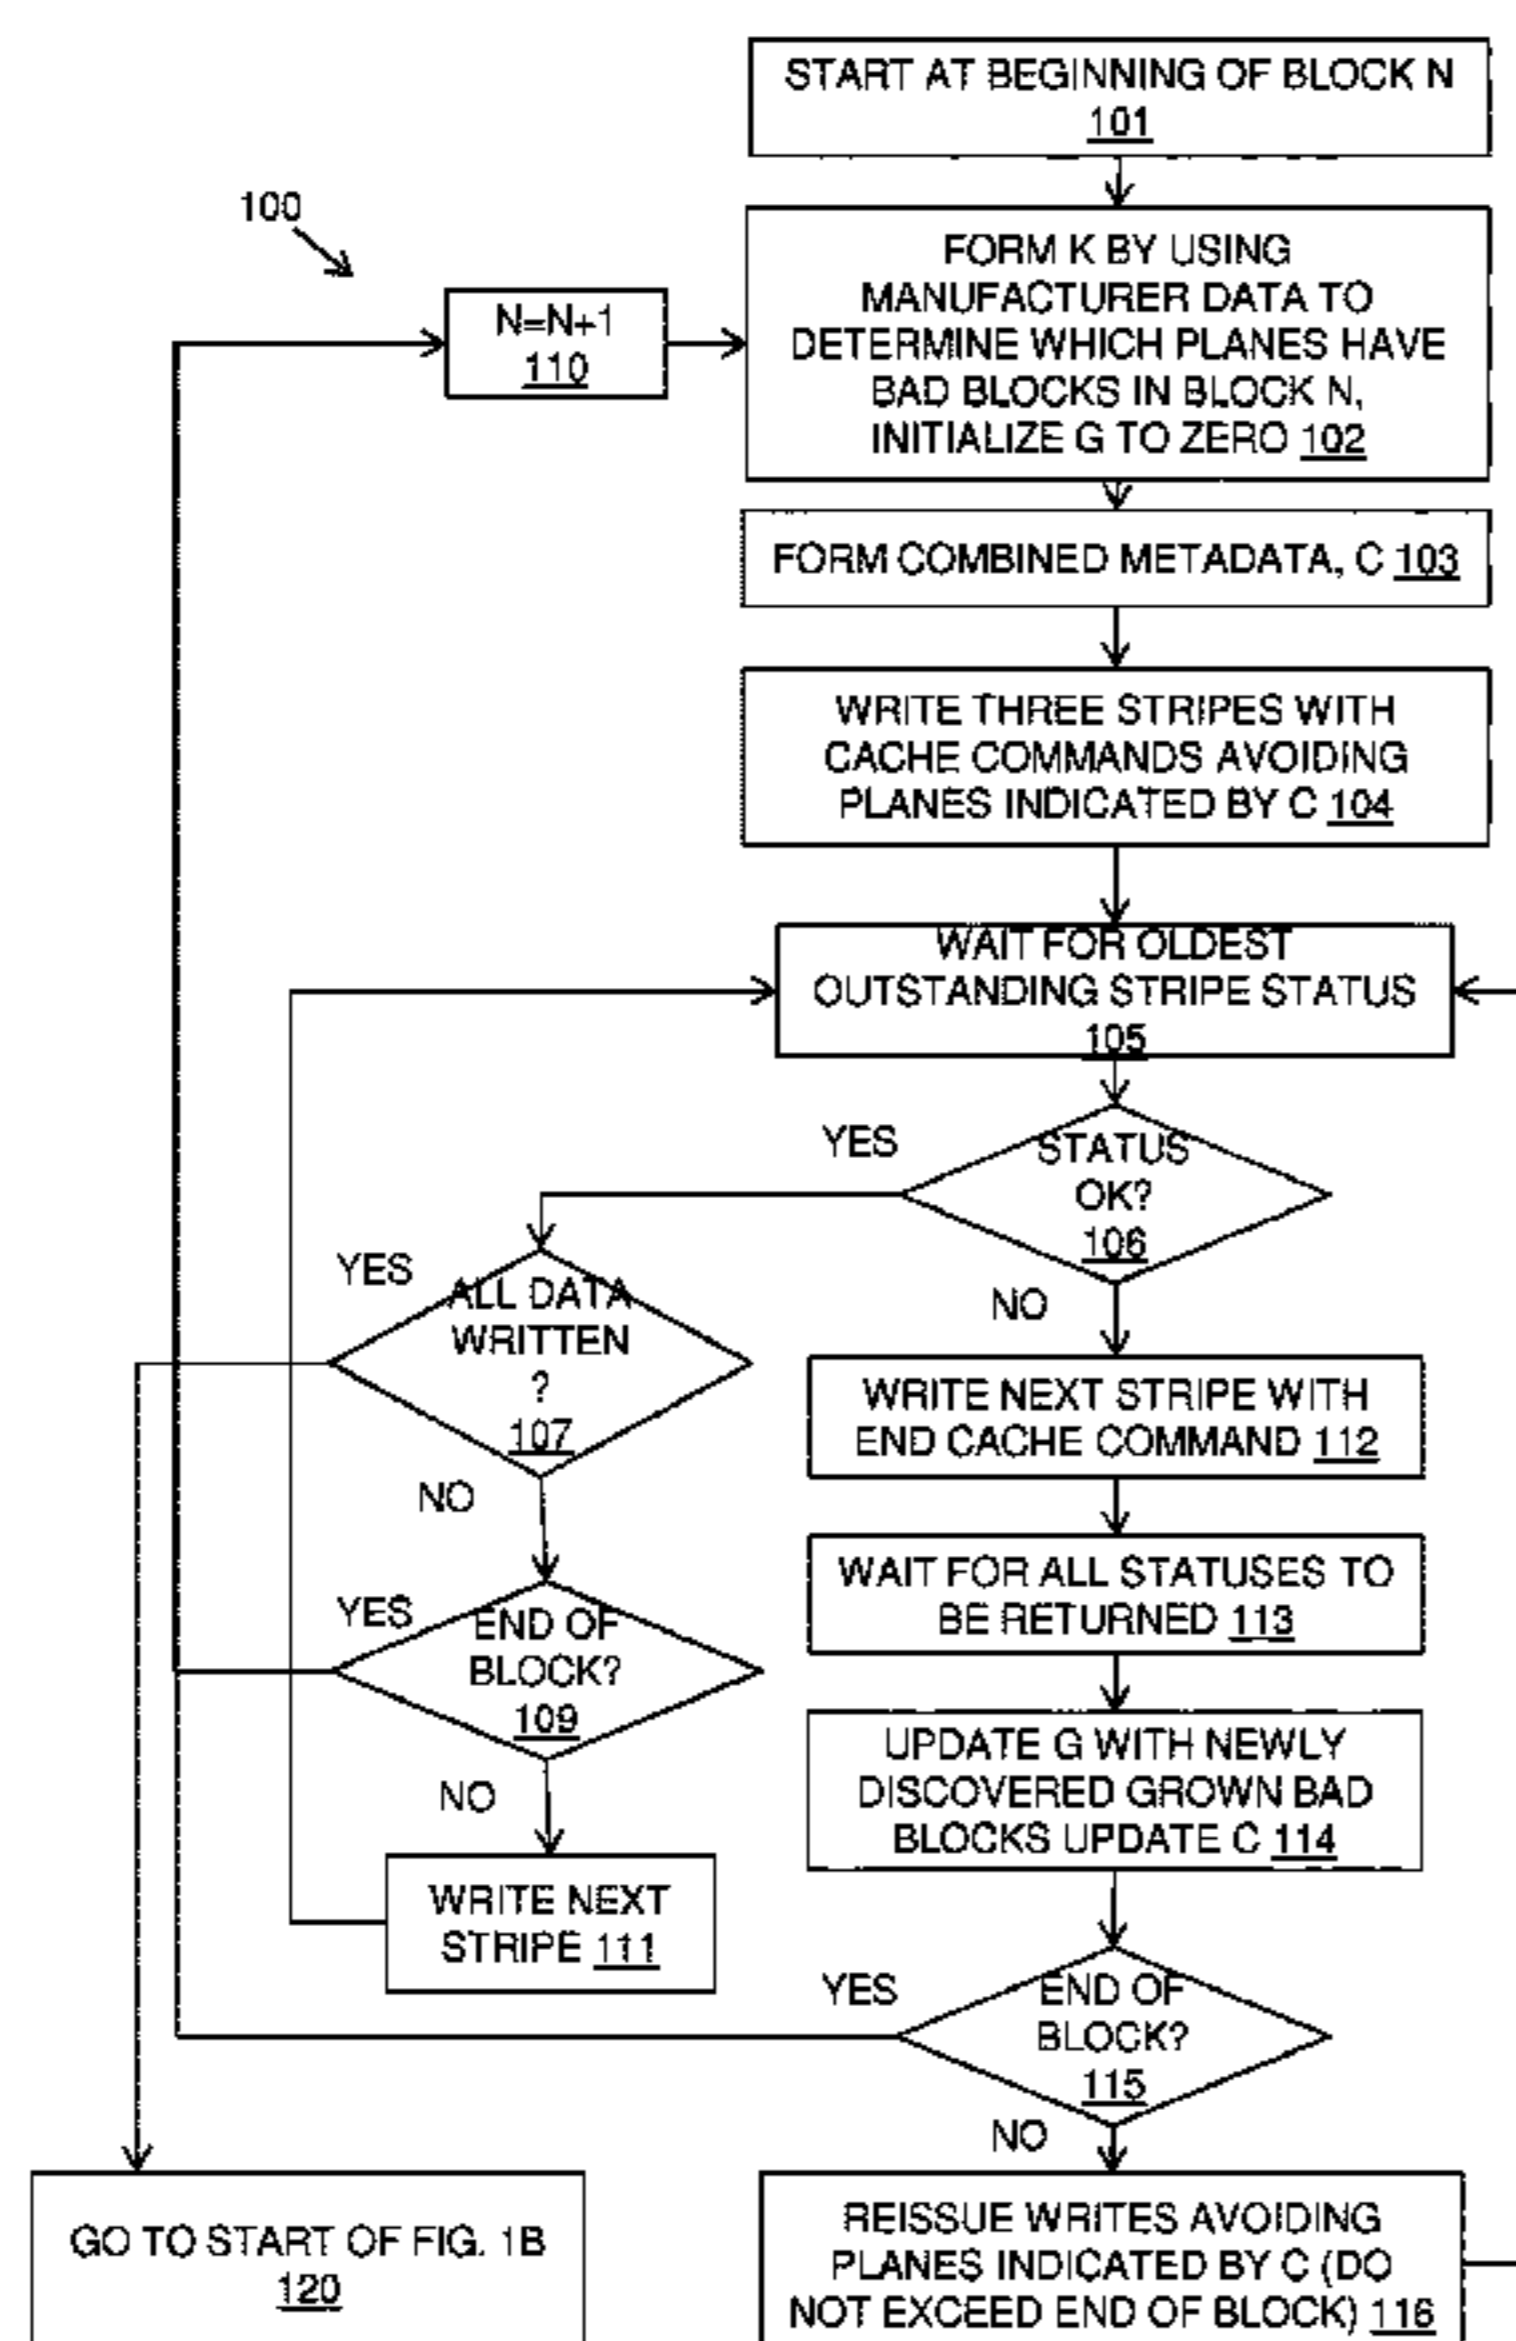 START AT BEGINNING OF BLOCK N
101
100
N=N+1
110
FORM K BY USING
MANUFACTURER DATA TO
DETERMINE WHICH PLANES HAVE
BAD BLOCKS IN BLOCK N,
INITIALIZE G TO ZERO 102
FORM COMBINED METADATA, C 103
WRITE THREE STRIPES WITH
CACHE COMMANDS AVOIDING
PLANES INDICATED BY C 104
WAIT FOR OLDEST
OUTSTANDING STRIPE STATUS
105
YES
STATUS
OK?
106
NO
YES
ALL DATA
WRITTEN
?
107
NO
WRITE NEXT STRIPE WITH
END CACHE COMMAND 112
WAIT FOR ALL STATUSES TO
BE RETURNED 113
YES
END OF
BLOCK?
109
NO
UPDATE G WITH NEWLY
DISCOVERED GROWN BAD
BLOCKS UPDATE C 114
WRITE NEXT
STRIPE 111
YES
END OF
BLOCK?
115
NO
GO TO START OF FIG. 1B
120
REISSUE WRITES AVOIDING
PLANES INDICATED BY C (DO
NOT EXCEED END OF BLOCK) 116